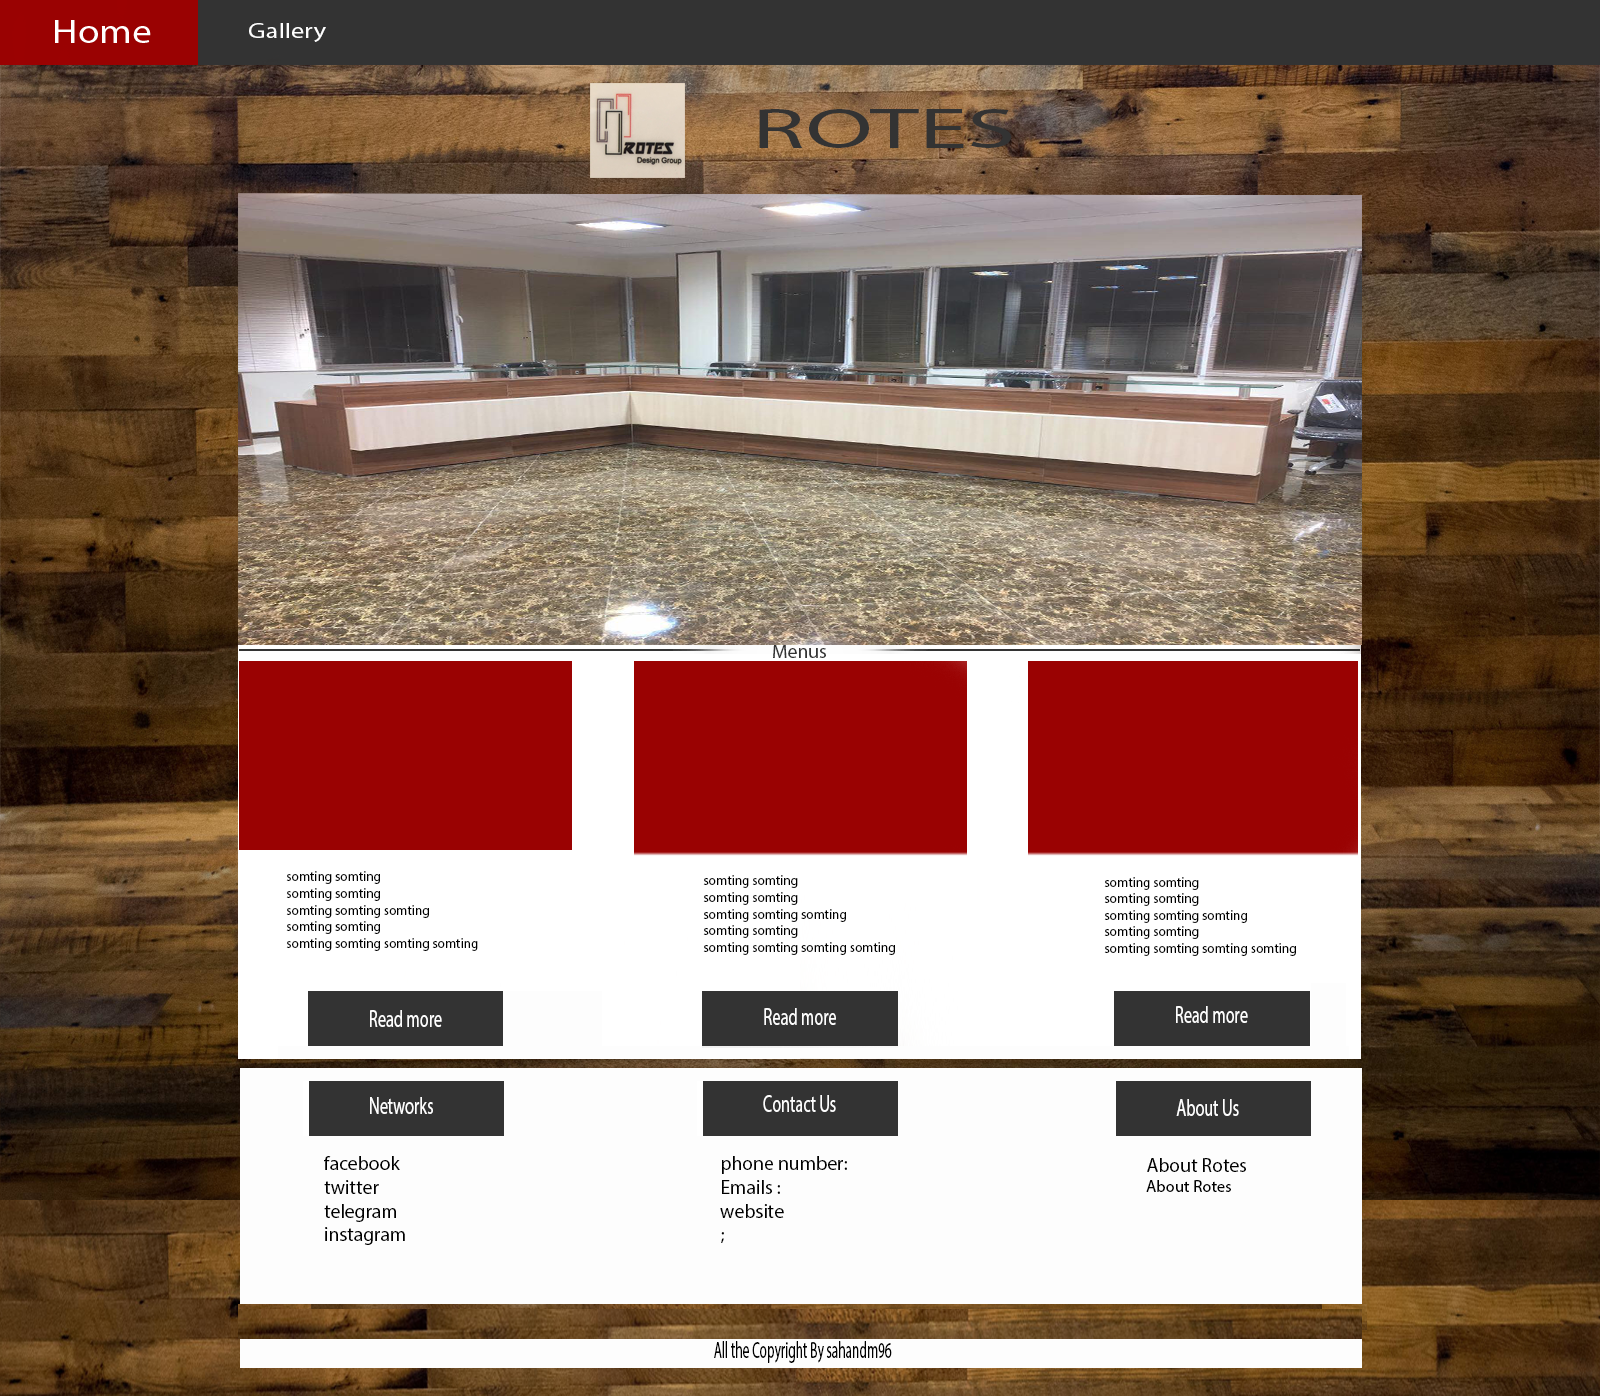 Home
Gallery
ROTES
Design Group
ROTES
Menus
somting somting
somting somting
somting somting somting
somting somting
somting somting somting somting
somting somting
somting somting
somting somting somting
somting somting
somting somting somting somting
somting somting
somting somting
somting somting somting
somting somting
somting somting somting somting
Read more
Read more
Read more
Networks
facebook
twitter
telegram
instagram
Contact Us
phone number:
Emails :
website
;
About Us
About Rotes
About Rotes
All the Copyright By sahandm96